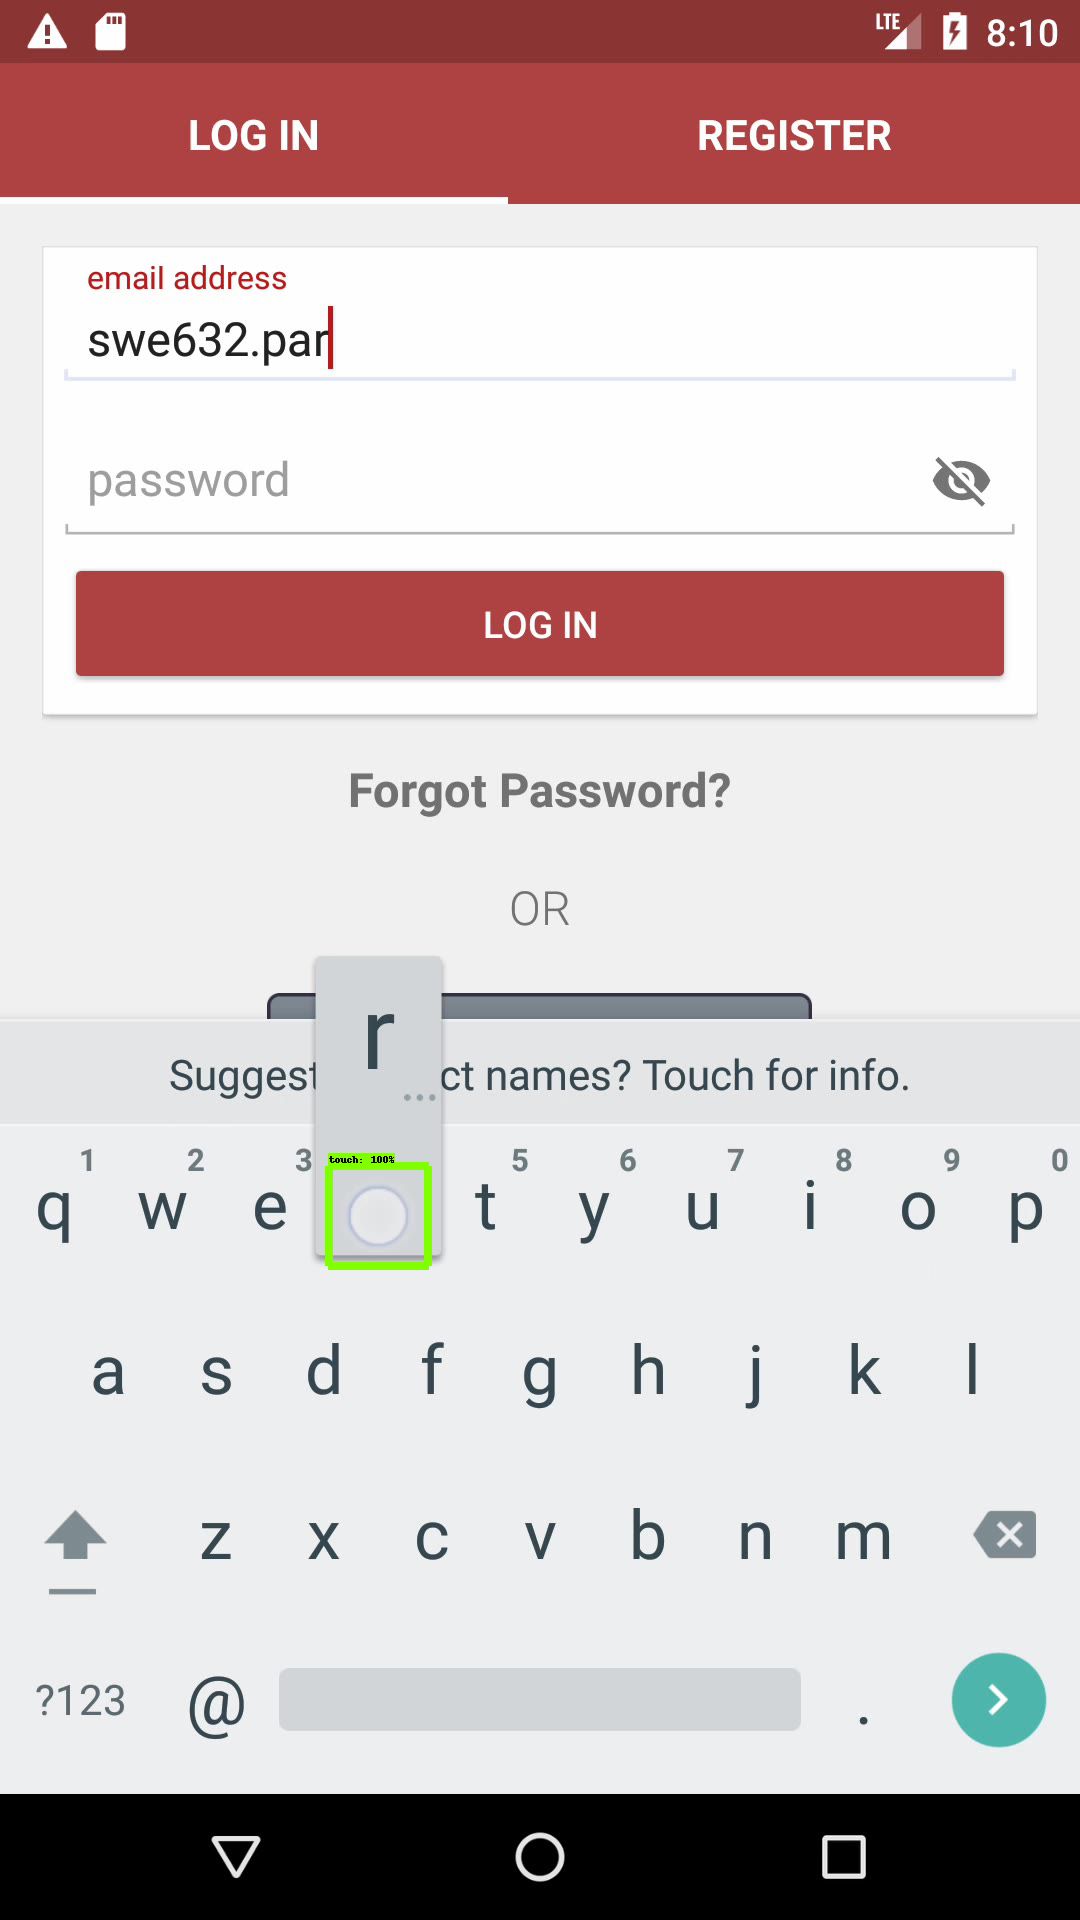 LTE 8:10
LOG IN REGISTER
email address
swe632.par
password
LOG IN
Forgot Password?
OR
r
...
Suggest ct names? Touch for info.
touch: 100%
1 2 3 5 6 7 8 9 0
q w e t y u i o p
a s d f g h j k l
z x c v b n m
?123 @ .